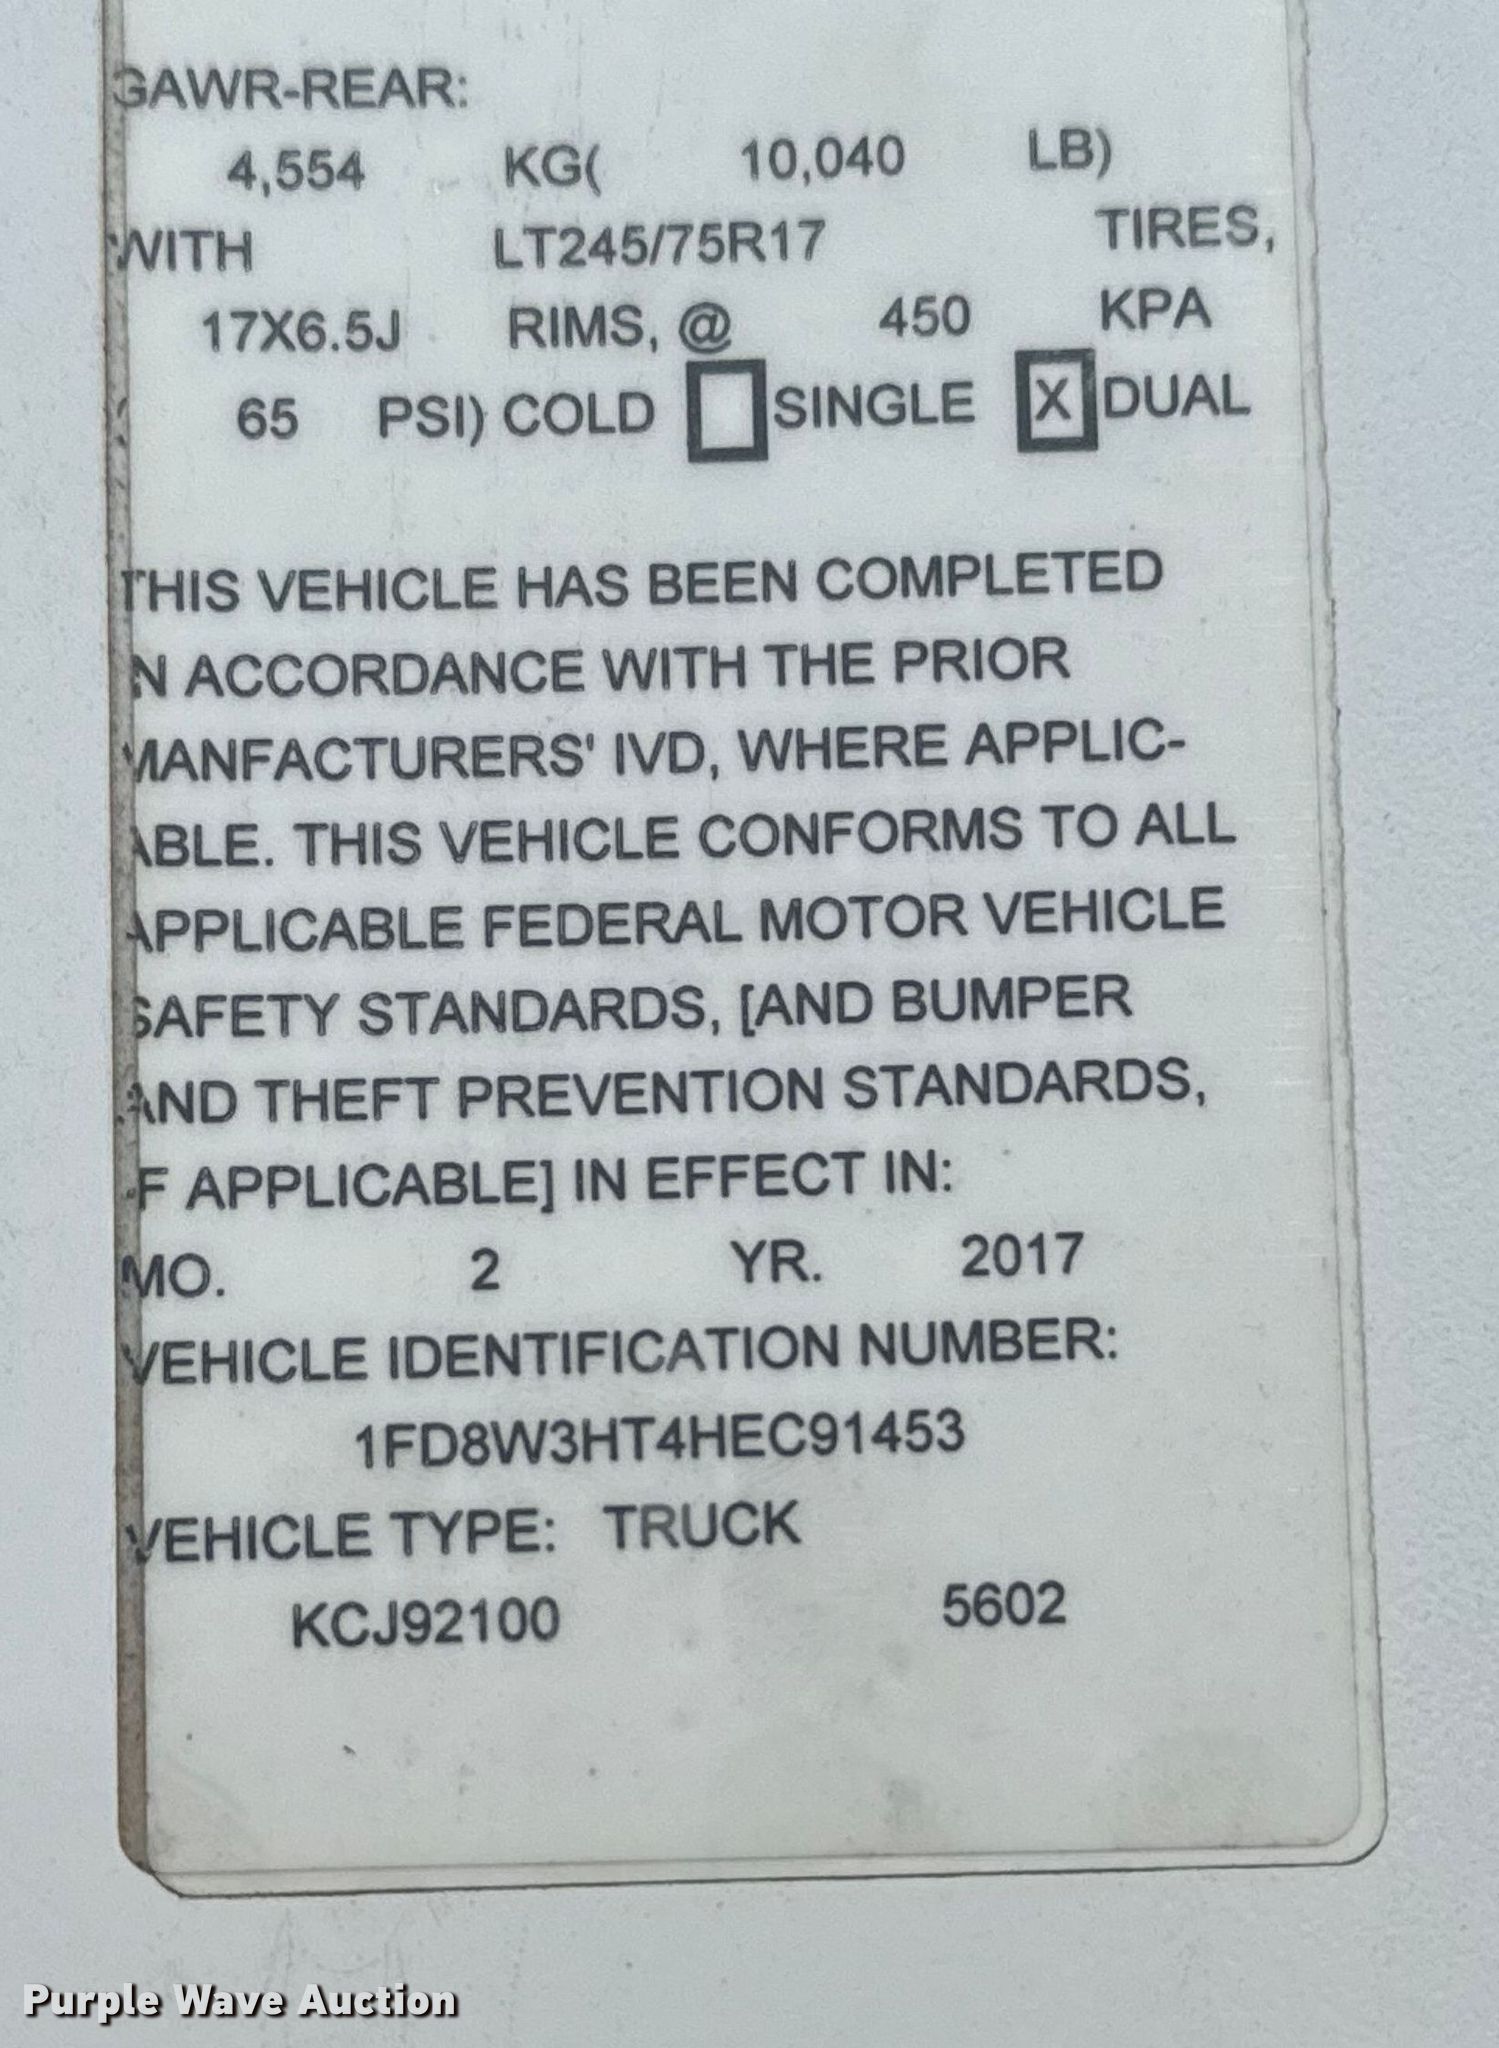 GAWR-REAR:
4,554 KG( 10,040 LB)
WITH LT245/75R17 TIRES,
17X6.5J RIMS, @ 450 KPA
65 PSI) COLD SINGLE X DUAL
THIS VEHICLE HAS BEEN COMPLETED
IN ACCORDANCE WITH THE PRIOR
MANFACTURERS' IVD, WHERE APPLIC-
ABLE. THIS VEHICLE CONFORMS TO ALL
APPLICABLE FEDERAL MOTOR VEHICLE
SAFETY STANDARDS, [AND BUMPER
AND THEFT PREVENTION STANDARDS,
IF APPLICABLE] IN EFFECT IN:
MO. 2 YR. 2017
VEHICLE IDENTIFICATION NUMBER:
1FD8W3HT4HEC91453
VEHICLE TYPE: TRUCK
KCJ92100 5602
Purple Wave Auction